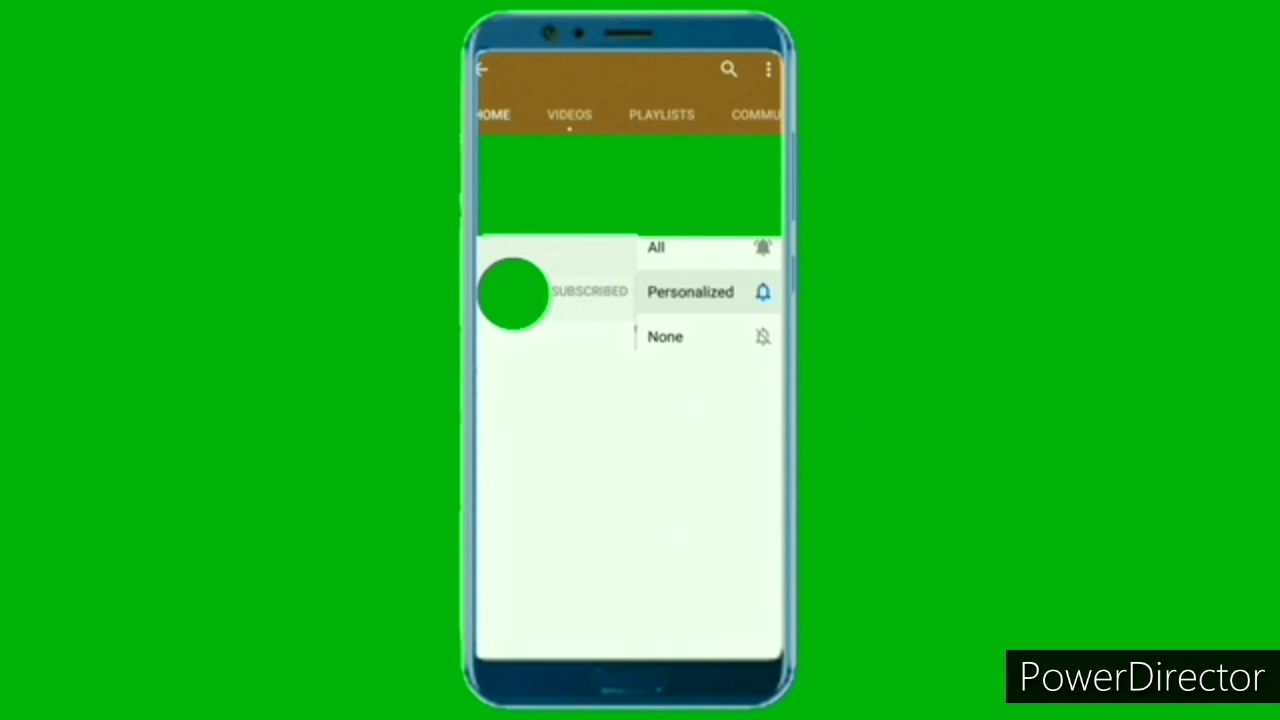 HOME VIDEOS PLAYLISTS COMMU
All
SUBSCRIBED Personalized
None
PowerDirector